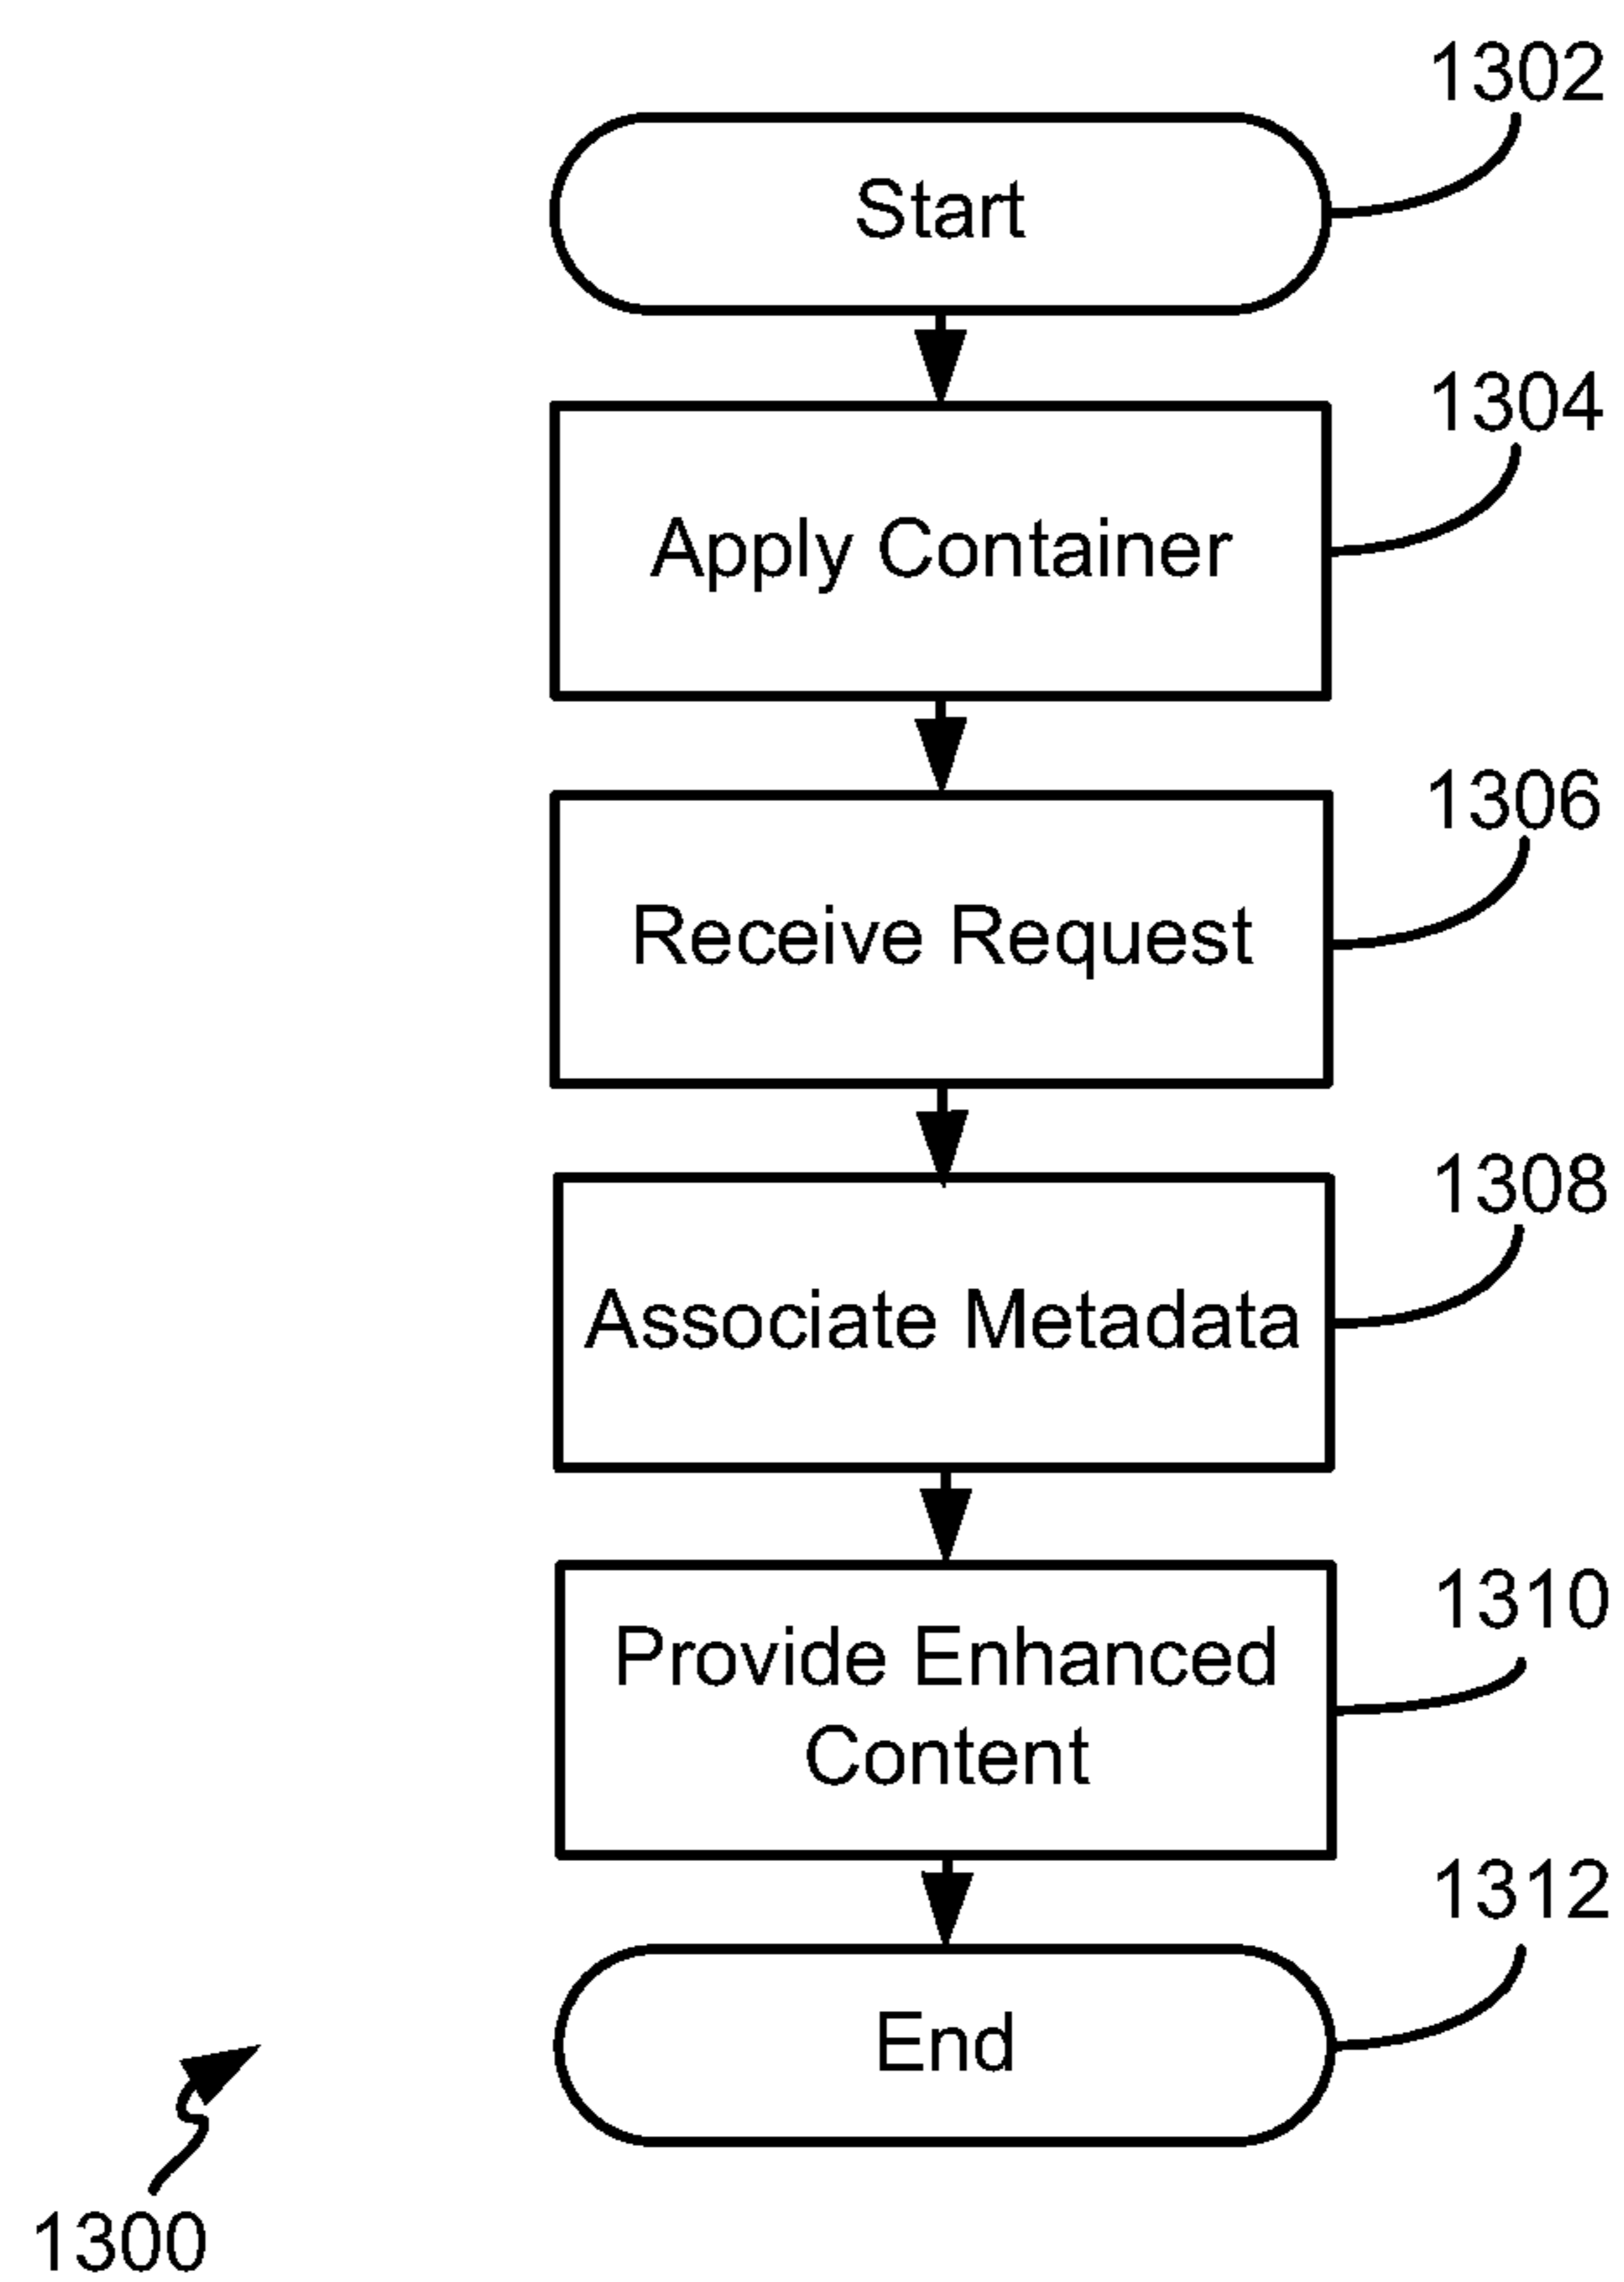 1302
Start
1304
Apply Container
1306
Receive Request
1308
Associate Metadata
1310
Provide Enhanced
Content
1312
End
1300